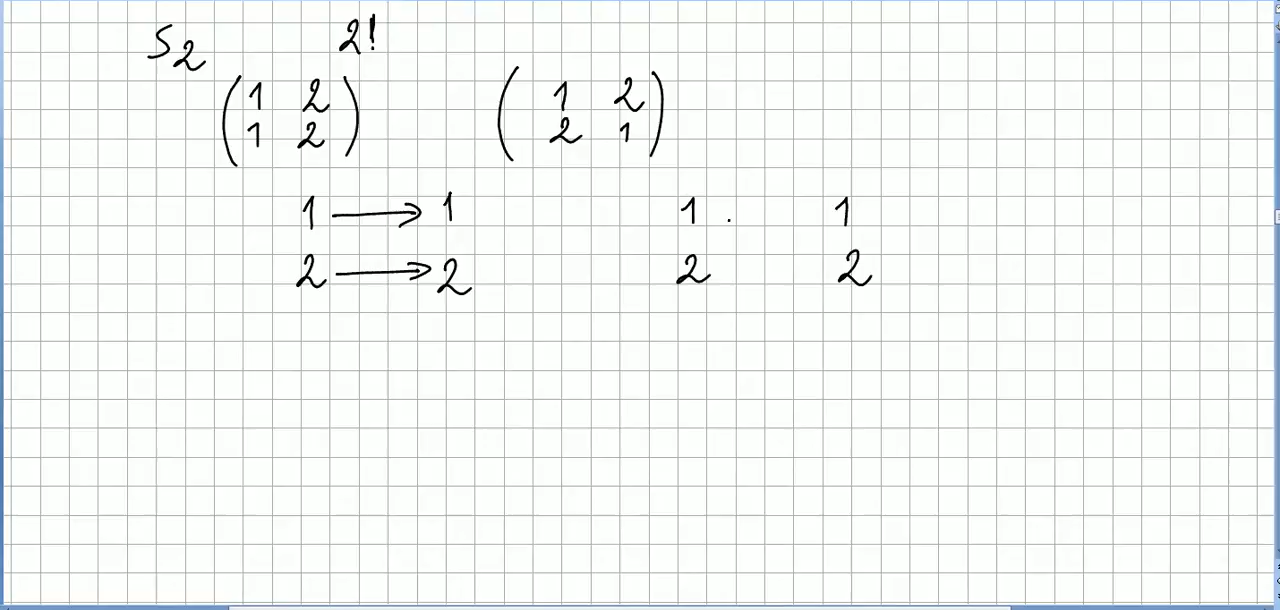 S₂ 2!
(1 2) (1 2)
(1 2) (2 1)
1 → 1 1 . 1
2 → 2 2 2